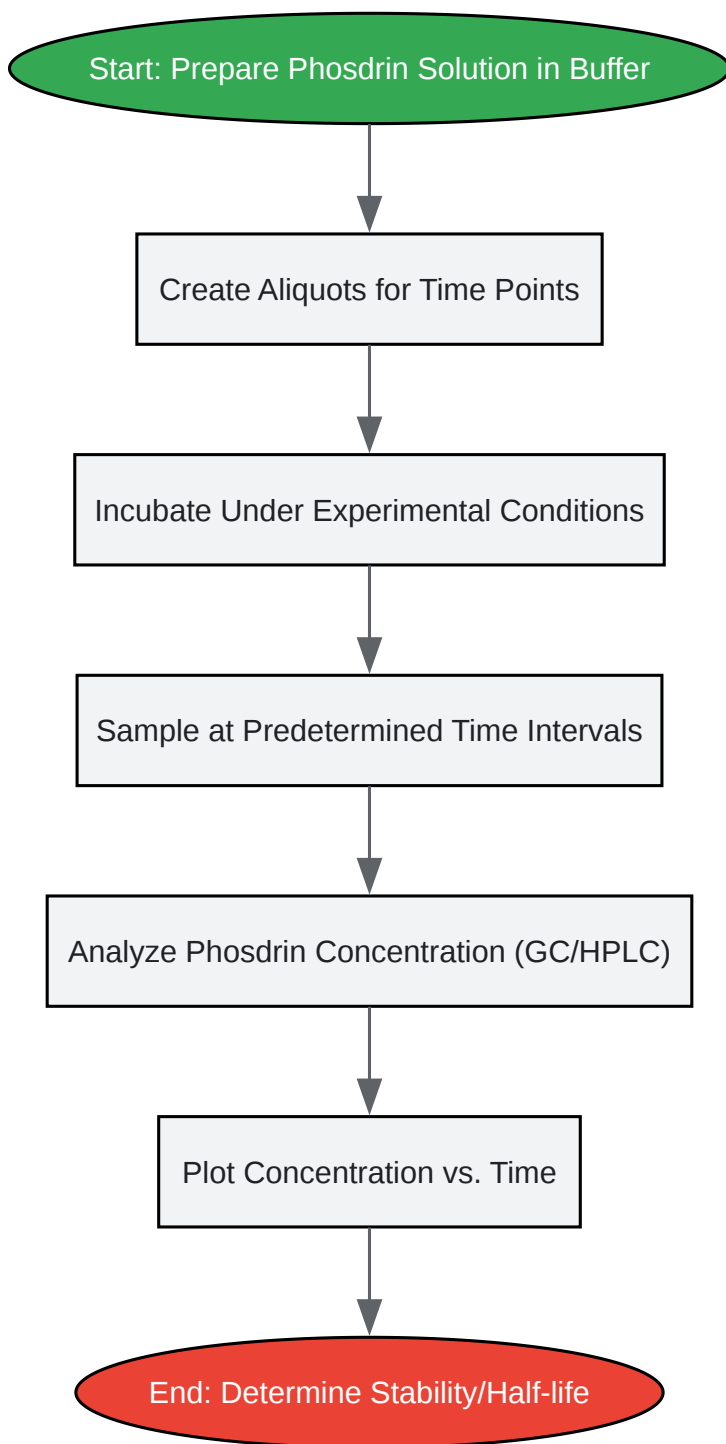 Start: Prepare Phosdrin Solution in Buffer
Create Aliquots for Time Points
Incubate Under Experimental Conditions
Sample at Predetermined Time Intervals
Analyze Phosdrin Concentration (GC/HPLC)
Plot Concentration vs. Time
End: Determine Stability/Half-life